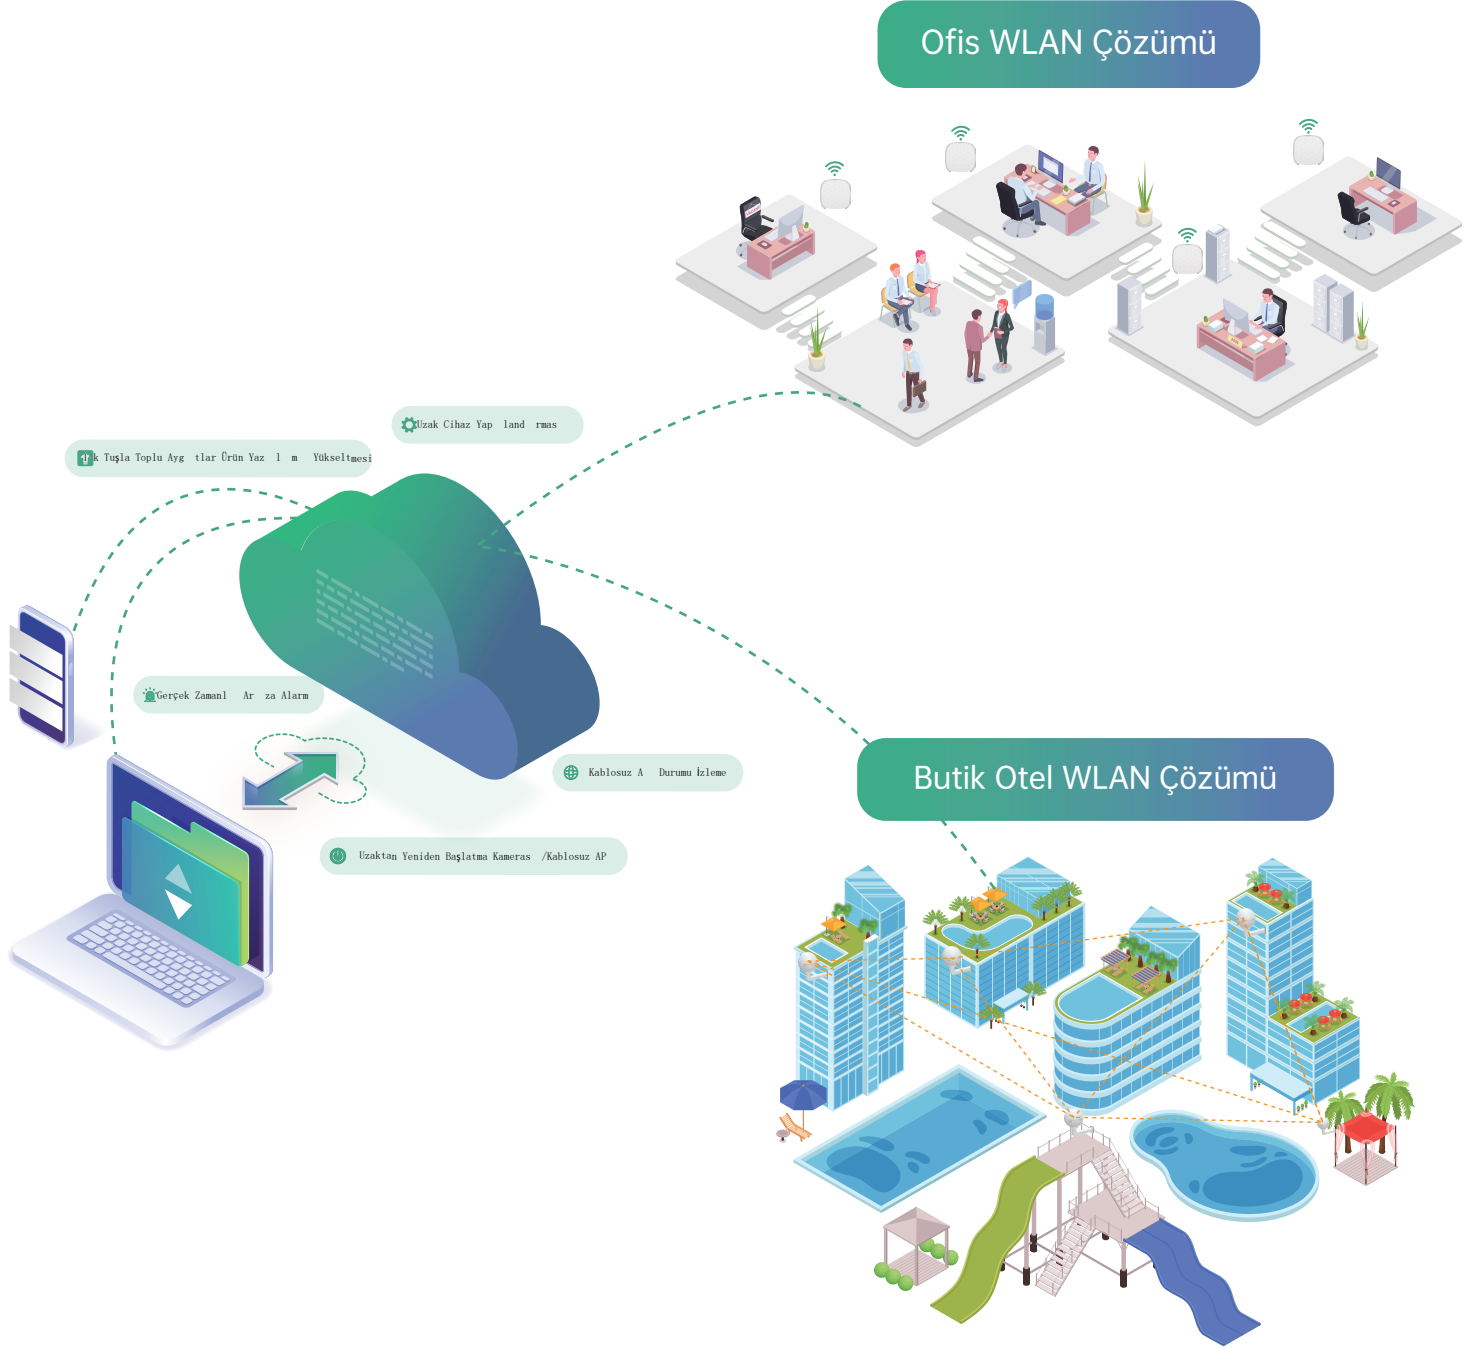 Ofis WLAN Çözümü
Uzak Cihaz Yap land rmas
k Tuşla Toplu Ayg tlar Ürün Yaz l m Yükseltmesi
Gerçek Zamanl Ar za Alarm
Kablosuz A Durumu İzleme
Butik Otel WLAN Çözümü
Uzaktan Yeniden Başlatma Kameras /Kablosuz AP